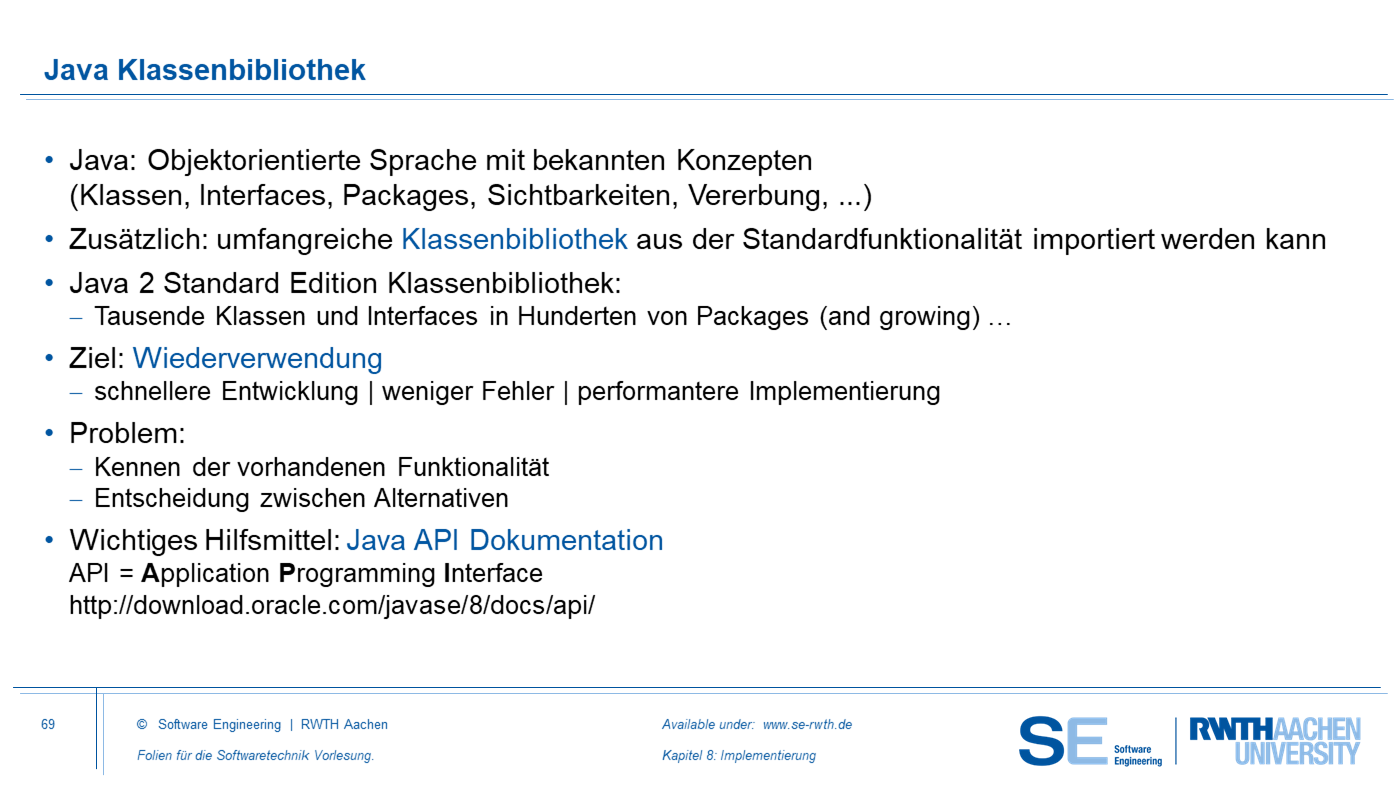 Java Klassenbibliothek
• Java: Objektorientierte Sprache mit bekannten Konzepten
(Klassen, Interfaces, Packages, Sichtbarkeiten, Vererbung, ...)
• Zusätzlich: umfangreiche Klassenbibliothek aus der Standardfunktionalität importiert werden kann
• Java 2 Standard Edition Klassenbibliothek:
– Tausende Klassen und Interfaces in Hunderten von Packages (and growing) …
• Ziel: Wiederverwendung
– schnellere Entwicklung | weniger Fehler | performantere Implementierung
• Problem:
– Kennen der vorhandenen Funktionalität
– Entscheidung zwischen Alternativen
• Wichtiges Hilfsmittel: Java API Dokumentation
API = Application Programming Interface
http://download.oracle.com/javase/8/docs/api/
69
© Software Engineering | RWTH Aachen
Folien für die Softwaretechnik Vorlesung.
Available under: www.se-rwth.de
Kapitel 8: Implementierung
SE Software
Engineering
RWTHAACHEN
UNIVERSITY